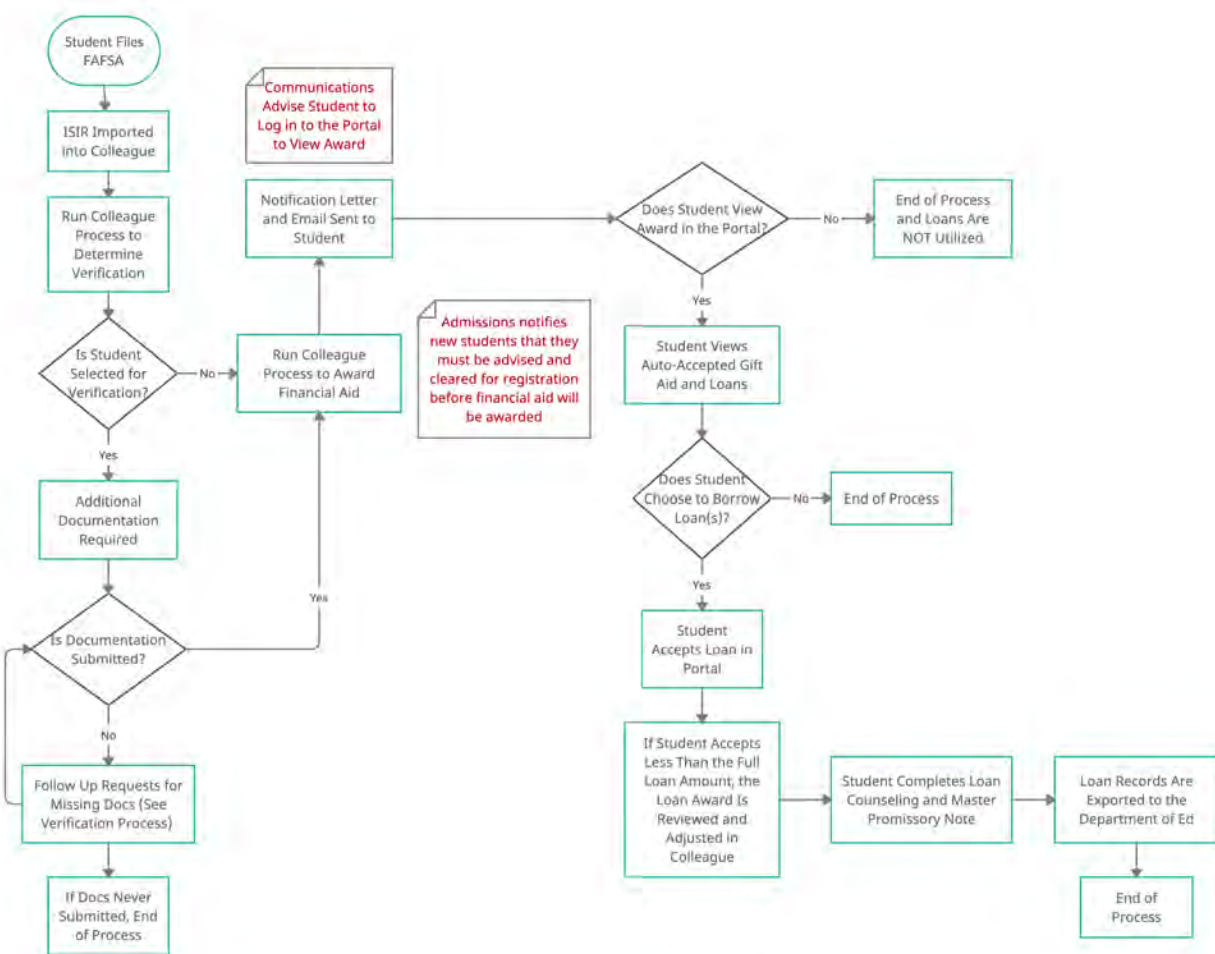 Student Files
FAFSA
ISIR Imported
into Colleague
Run Colleague
Process to
Determine
Verification
Is Student
Selected for
Verification?
No
Yes
Additional
Documentation
Required
Is Documentation
Submitted?
Yes
No
Follow Up Requests for
Missing Docs (See
Verification Process)
If Docs Never
Submitted, End
of Process
Communications
Advise Student to
Log in to the Portal
to View Award
Notification Letter
and Email Sent to
Student
Run Colleague
Process to Award
Financial Aid
Admissions notifies
new students that they
must be advised and
cleared for registration
before financial aid will
be awarded
Does Student View
Award in the Portal?
No
End of Process
and Loans Are
NOT Utilized
Yes
Student Views
Auto-Accepted Gift
Aid and Loans
Does Student
Choose to Borrow
Loan(s)?
No
End of Process
Yes
Student
Accepts Loan in
Portal
If Student Accepts
Less Than the Full
Loan Amount, the
Loan Award Is
Reviewed and
Adjusted in
Colleague
Student Completes Loan
Counseling and Master
Promissory Note
Loan Records Are
Exported to the
Department of Ed
End of
Process